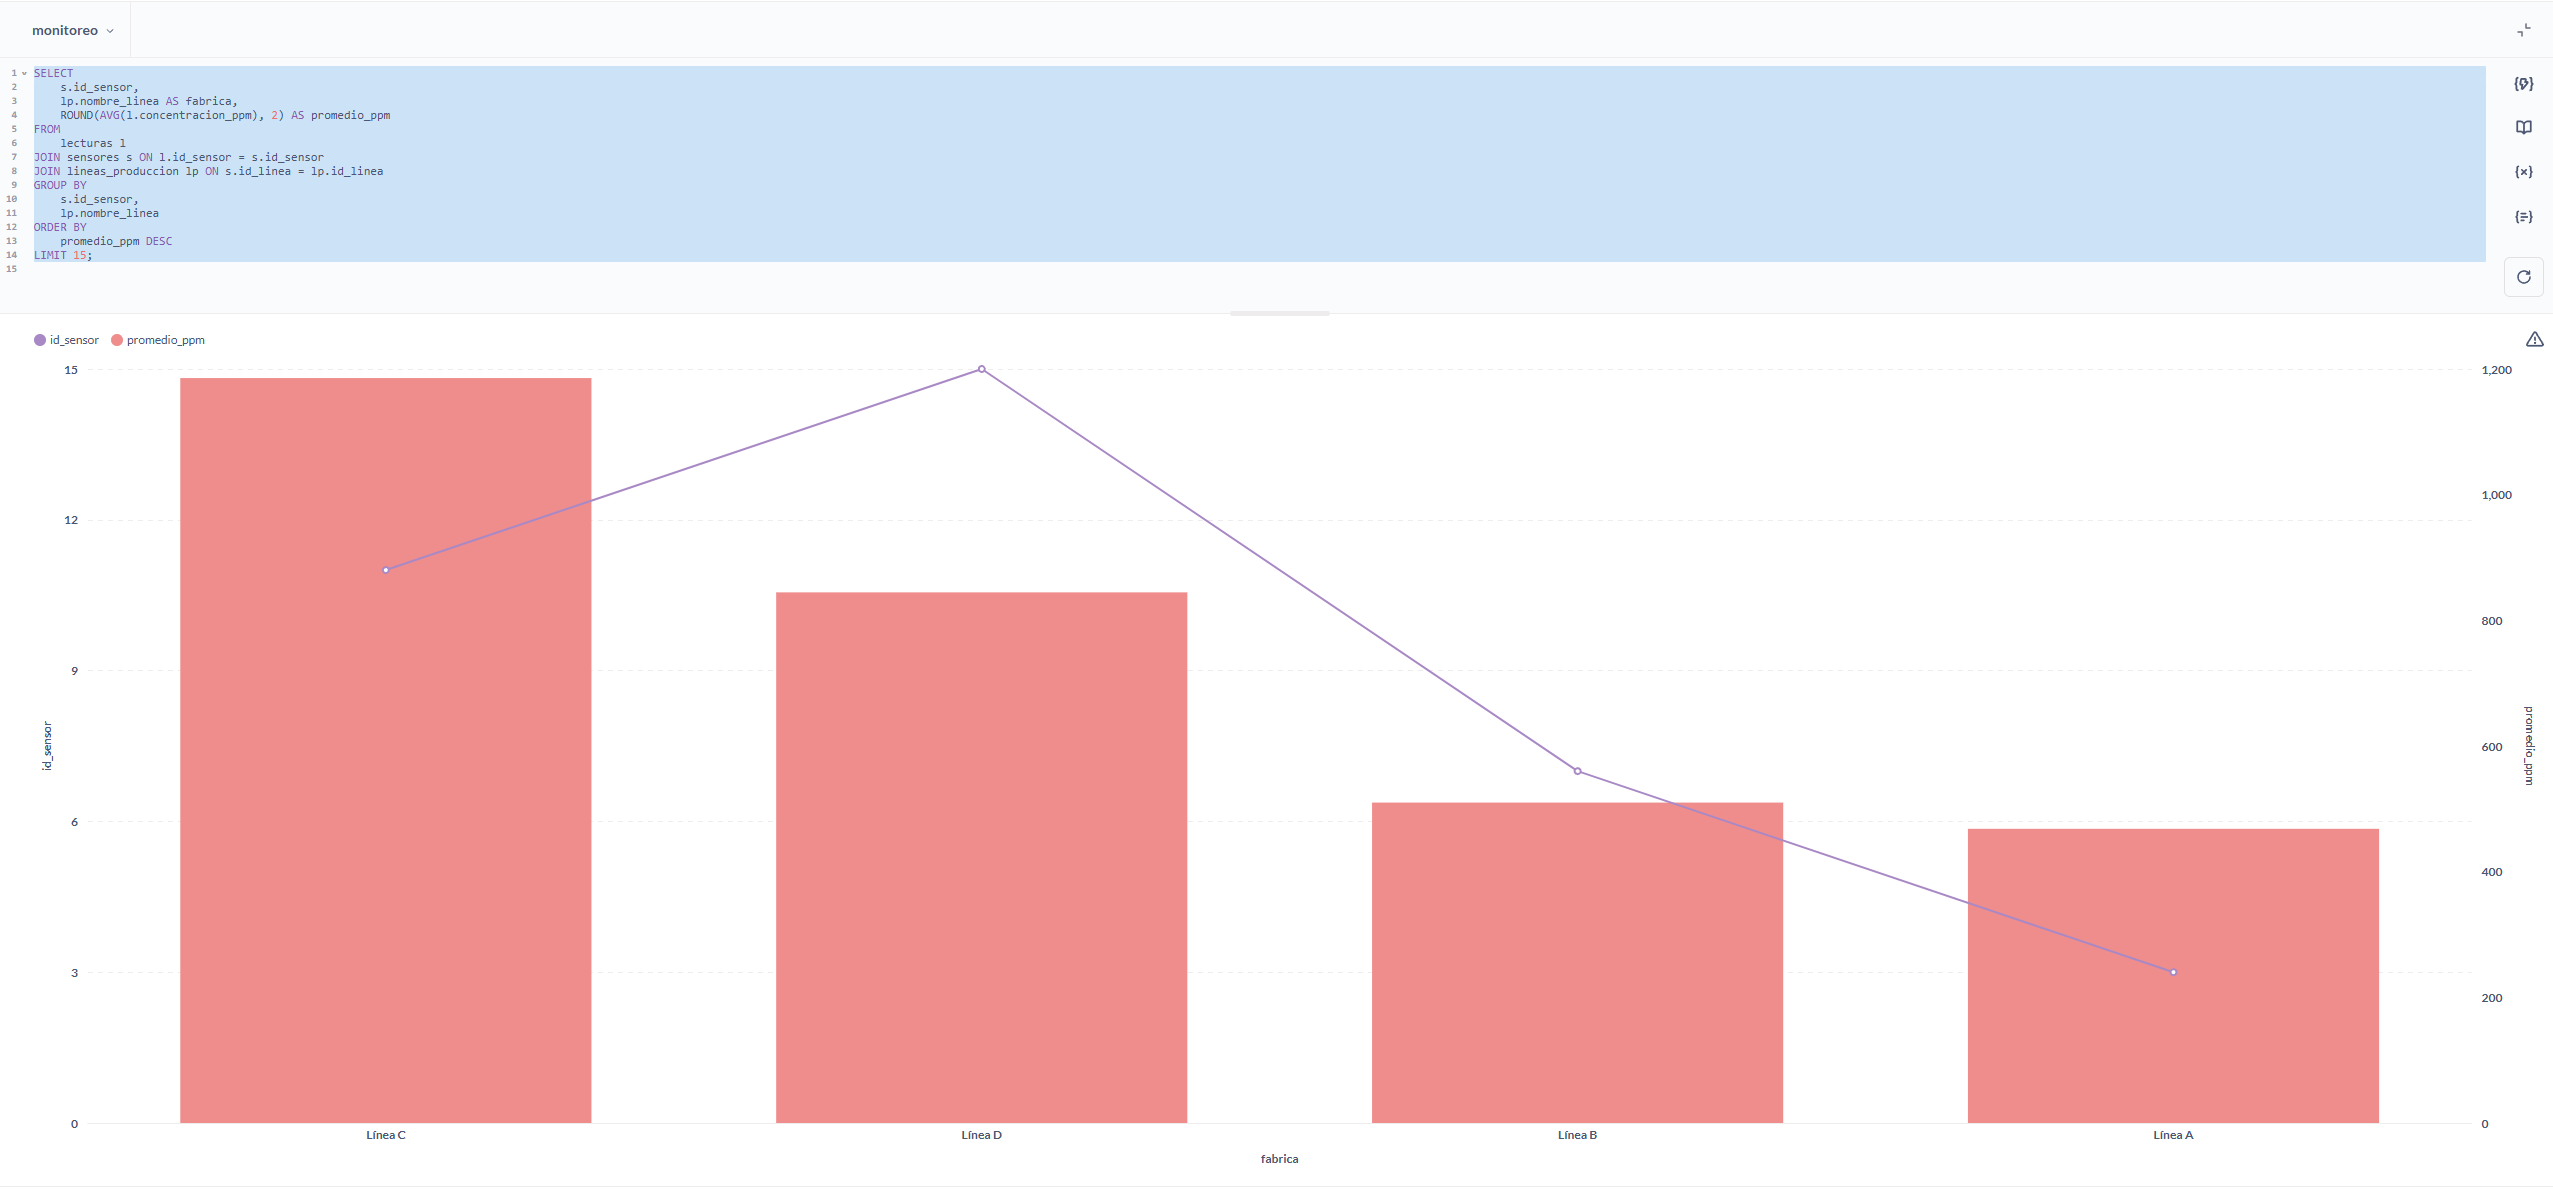 monitoreo
1 SELECT
2 s.id_sensor,
3 lp.nombre_linea AS fabrica,
4 ROUND(AVG(l.concentracion_ppm), 2) AS promedio_ppm
5 FROM
6 lecturas l
7 JOIN sensores s ON l.id_sensor = s.id_sensor
8 JOIN lineas_produccion lp ON s.id_linea = lp.id_linea
9 GROUP BY
10 s.id_sensor,
11 lp.nombre_linea
12 ORDER BY
13 promedio_ppm DESC
14 LIMIT 15;
15
id_sensor promedio_ppm
15 1,200
1,000
12
9
800
id_sensor
promedio_ppm
600
6
400
3
200
0 0
Línea C Línea D Línea B Línea A
fabrica